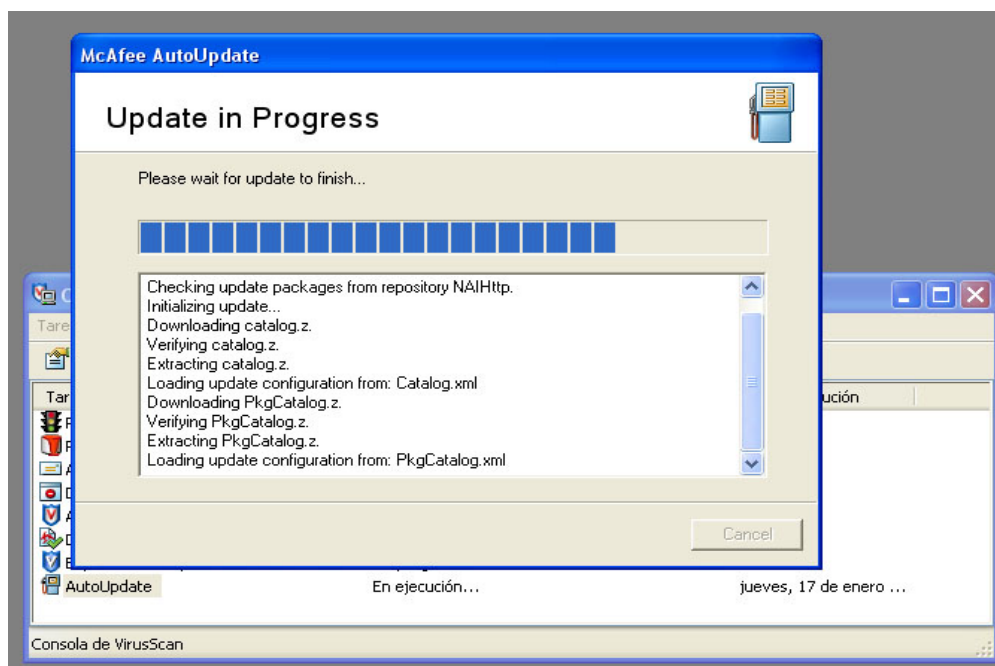 McAfee AutoUpdate
Update in Progress
Please wait for update to finish...
Checking update packages from repository NAIHttp.
Initializing update...
Downloading catalog.z.
Verifying catalog.z.
Extracting catalog.z.
Loading update configuration from: Catalog.xml
Downloading PkgCatalog.z.
Verifying PkgCatalog.z.
Extracting PkgCatalog.z.
Loading update configuration from: PkgCatalog.xml
Cancel
Tare
Tar ución
AutoUpdate En ejecución... jueves, 17 de enero ...
Consola de VirusScan